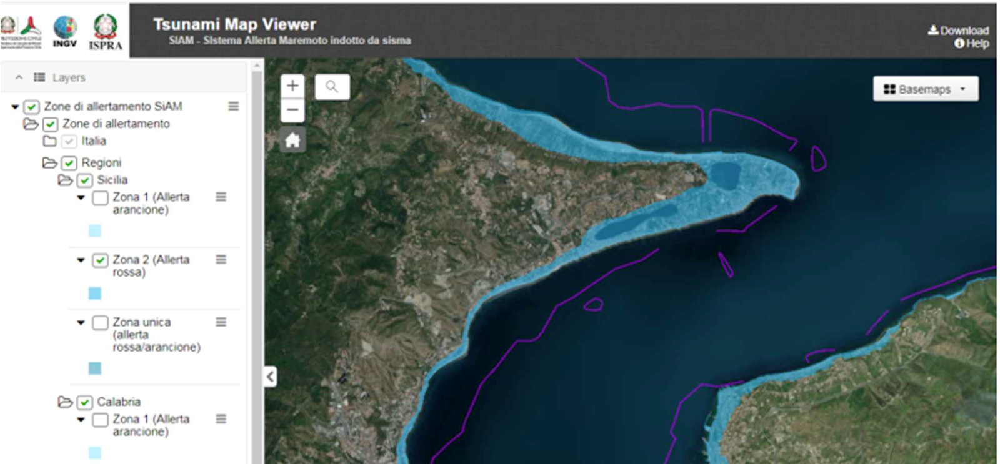 INGV
ISPRA
Tsunami Map Viewer
SIAM - SIstema Allerta Maremoto indotto da sisma
Download
Help
Layers
Basemaps
Zone di allertamento SiAM
Zone di allertamento
Italia
Regioni
Sicilia
Zona 1 (Allerta
arancione)
Zona 2 (Allerta
rossa)
Zona unica
(allerta
rossa/arancione)
Calabria
Zona 1 (Allerta
arancione)